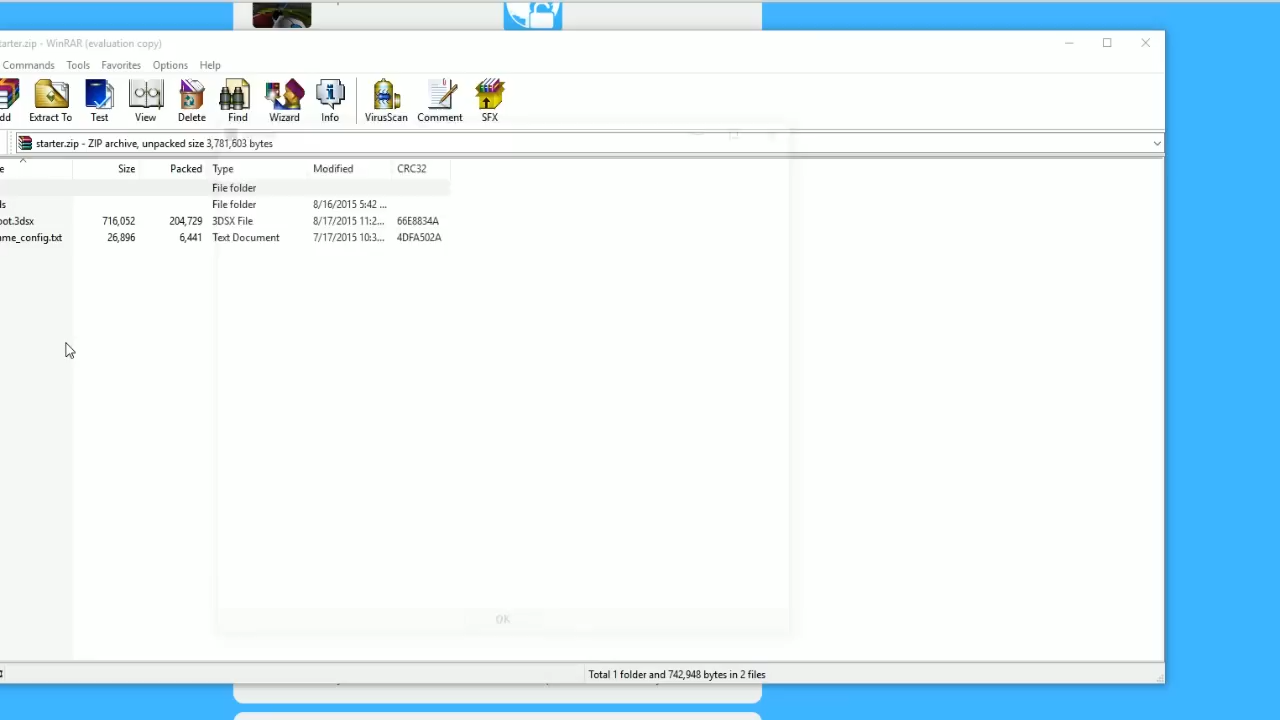 tarter.zip - WinRAR (evaluation copy)
Commands Tools Favorites Options Help
dd Extract To Test View Delete Find Wizard Info VirusScan Comment SFX
starter.zip - ZIP archive, unpacked size 3,781,603 bytes
e Size Packed Type Modified CRC32
File folder
ls File folder 8/16/2015 5:42 ...
oot.3dsx 716,052 204,729 3DSX File 8/17/2015 11:2... 66E8834A
me_config.txt 26,896 6,441 Text Document 7/17/2015 10:3... 4DFA502A
OK
Total 1 folder and 742,948 bytes in 2 files